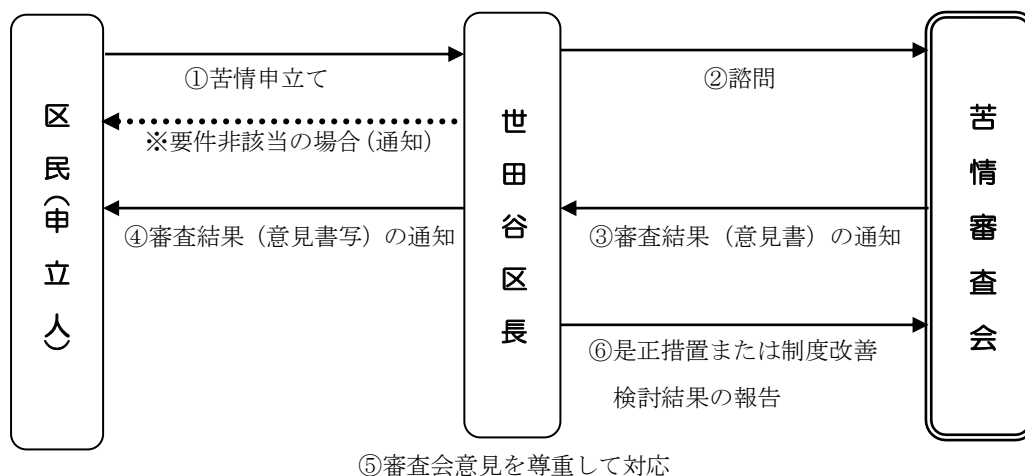 区民（申立人）
①苦情申立て
※要件非該当の場合（通知）
④審査結果（意見書写）の通知
世田谷区長
②諮問
③審査結果（意見書）の通知
⑥是正措置または制度改善
検討結果の報告
苦情審査会
⑤審査会意見を尊重して対応